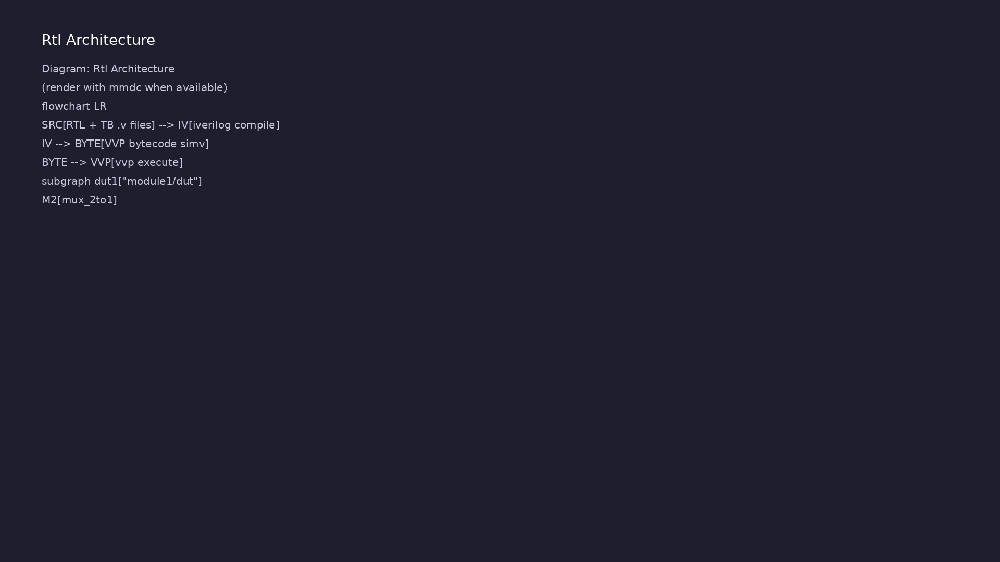 Rtl Architecture
Diagram: Rtl Architecture
(render with mmdc when available)
flowchart LR
SRC[RTL + TB .v files] --> IV[iverilog compile]
IV --> BYTE[VVP bytecode simv]
BYTE --> VVP[vvp execute]
subgraph dut1["module1/dut"]
M2[mux_2to1]